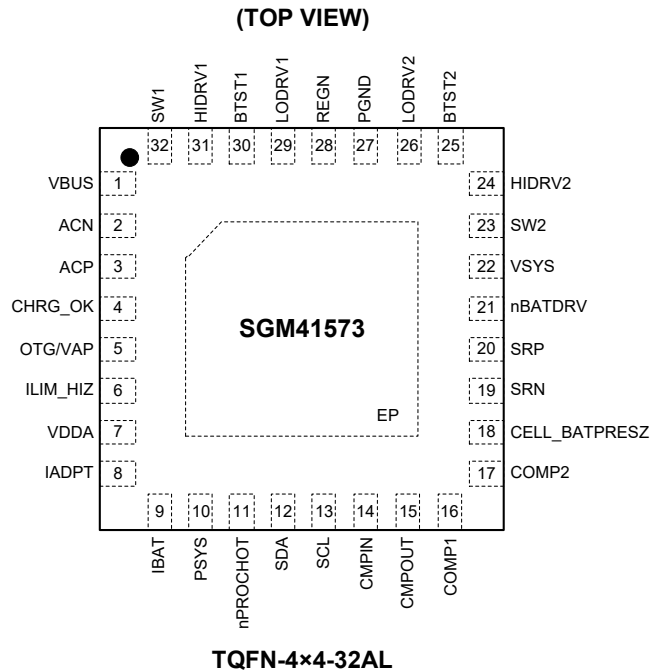 (TOP VIEW)
SW1
HIDRV1
BTST1
LODRV1
REGN
PGND
LODRV2
BTST2
32 31 30 29 28 27 26 25
VBUS 1
ACN 2
ACP 3
CHRG_OK 4
OTG/VAP 5
ILIM_HIZ 6
VDDA 7
IADPT 8
SGM41573
EP
24 HIDRV2
23 SW2
22 VSYS
21 nBATDRV
20 SRP
19 SRN
18 CELL_BATPRESZ
17 COMP2
9 10 11 12 13 14 15 16
IBAT
PSYS
nPROCHOT
SDA
SCL
CMPIN
CMPOUT
COMP1
TQFN-4×4-32AL